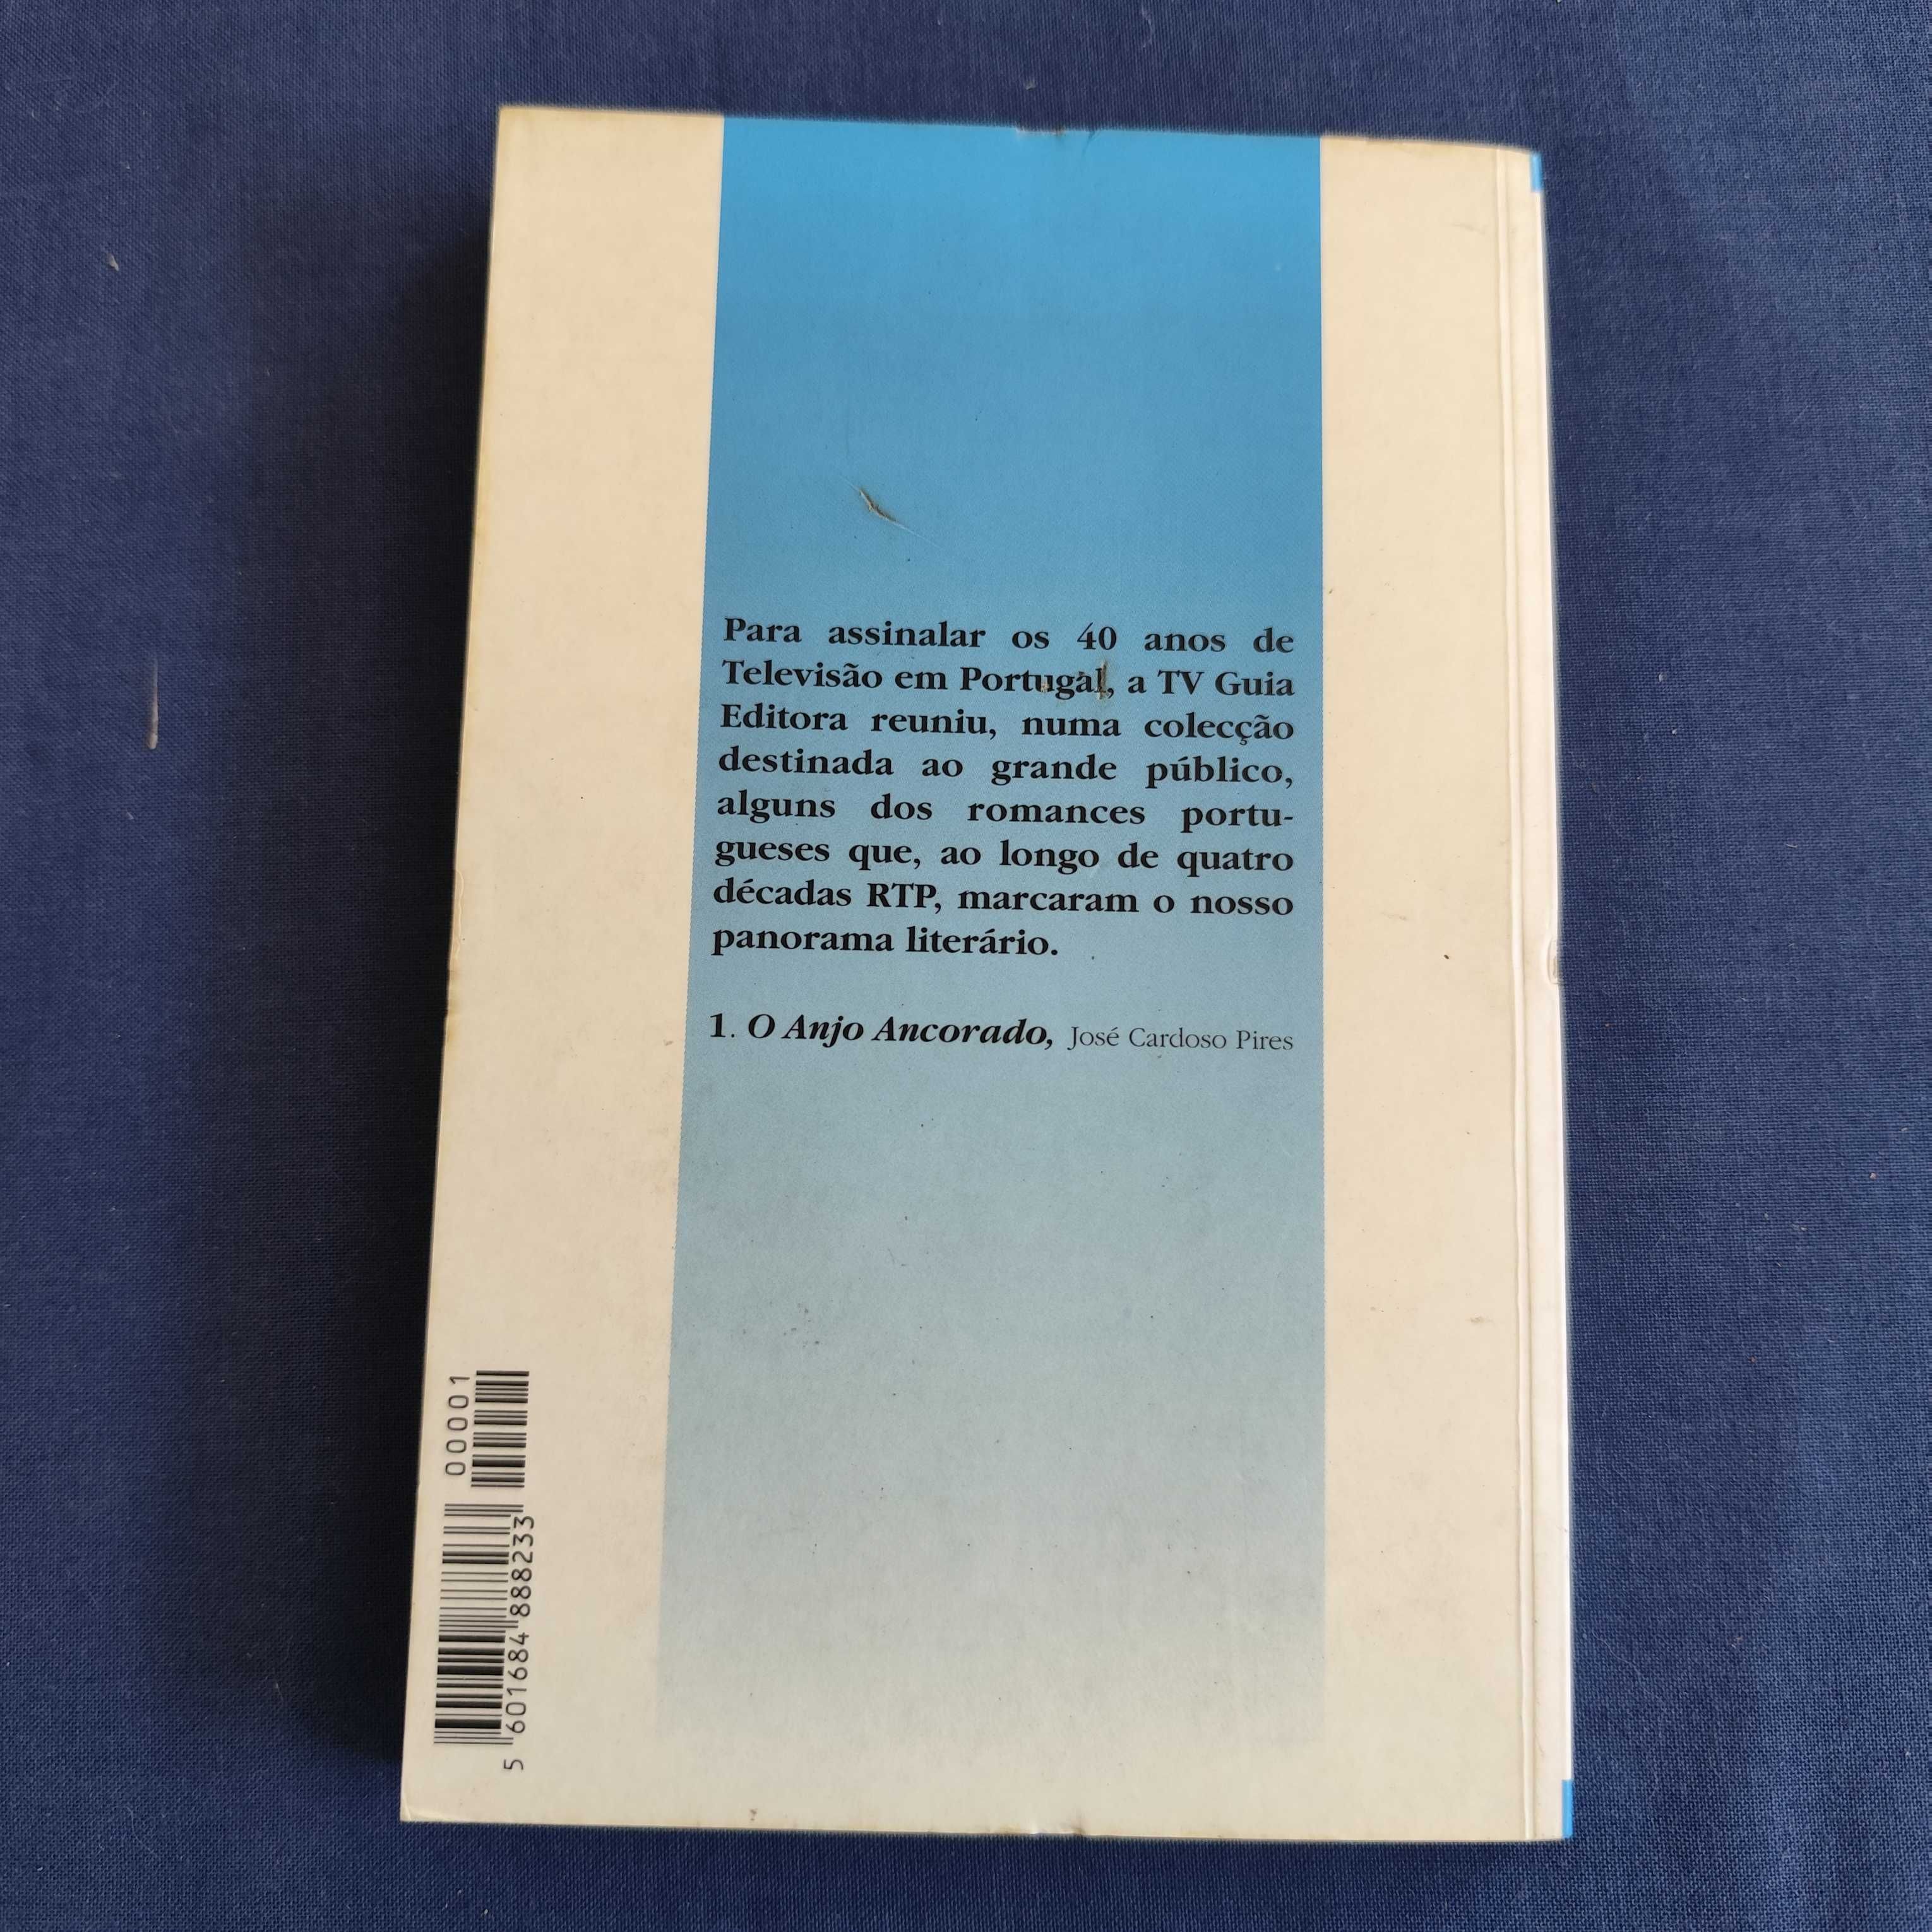 Para assinalar os 40 anos de
Televisão em Portugal, a TV Guia
Editora reuniu, numa colecção
destinada ao grande público,
alguns dos romances portu-
gueses que, ao longo de quatro
décadas RTP, marcaram o nosso
panorama literário.
1. O Anjo Ancorado, José Cardoso Pires
00001
5 601684 888233